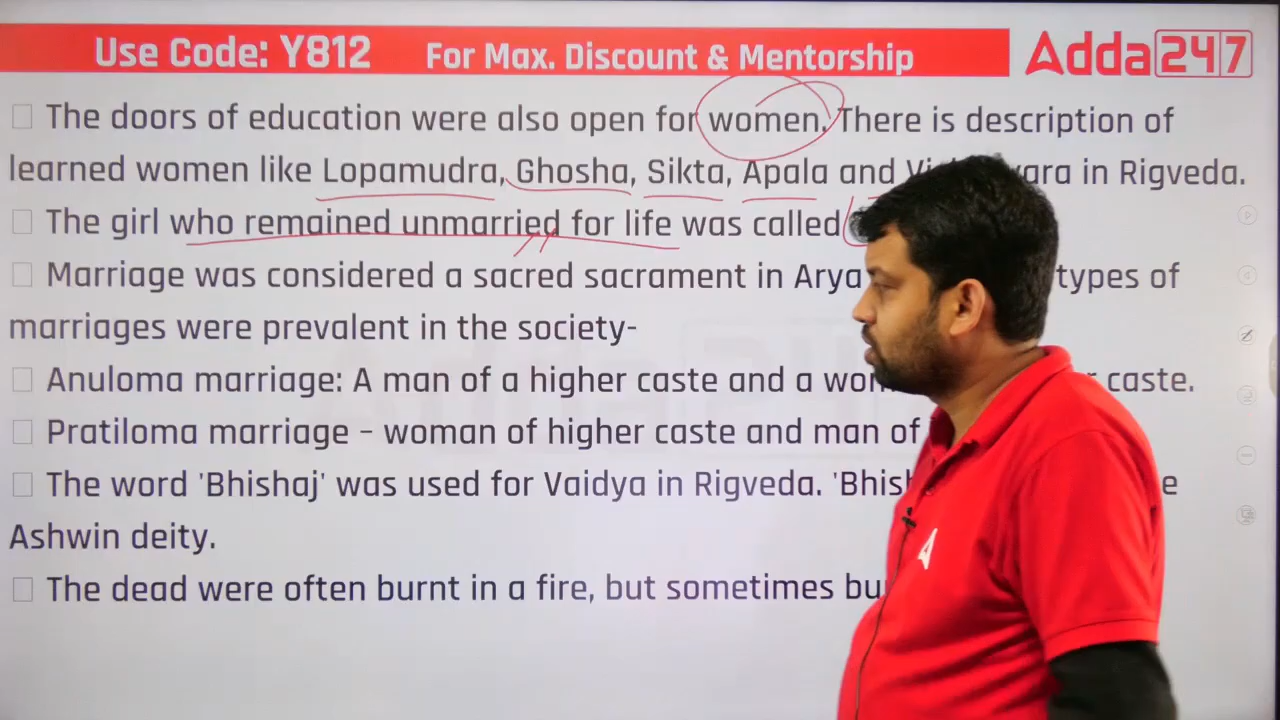 Use Code: Y812 For Max. Discount & Mentorship Adda247
The doors of education were also open for women. There is description of
learned women like Lopamudra, Ghosha, Sikta, Apala and in Rigveda.
The girl who remained unmarried for life was called
Marriage was considered a sacred sacrament in types of
marriages were prevalent in the society-
Anuloma marriage: A man of a higher caste and a caste.
Pratiloma marriage – woman of higher caste and man of
The word 'Bhishaj' was used for Vaidya in Rigveda.
Ashwin deity.
The dead were often burnt in a fire, but sometimes